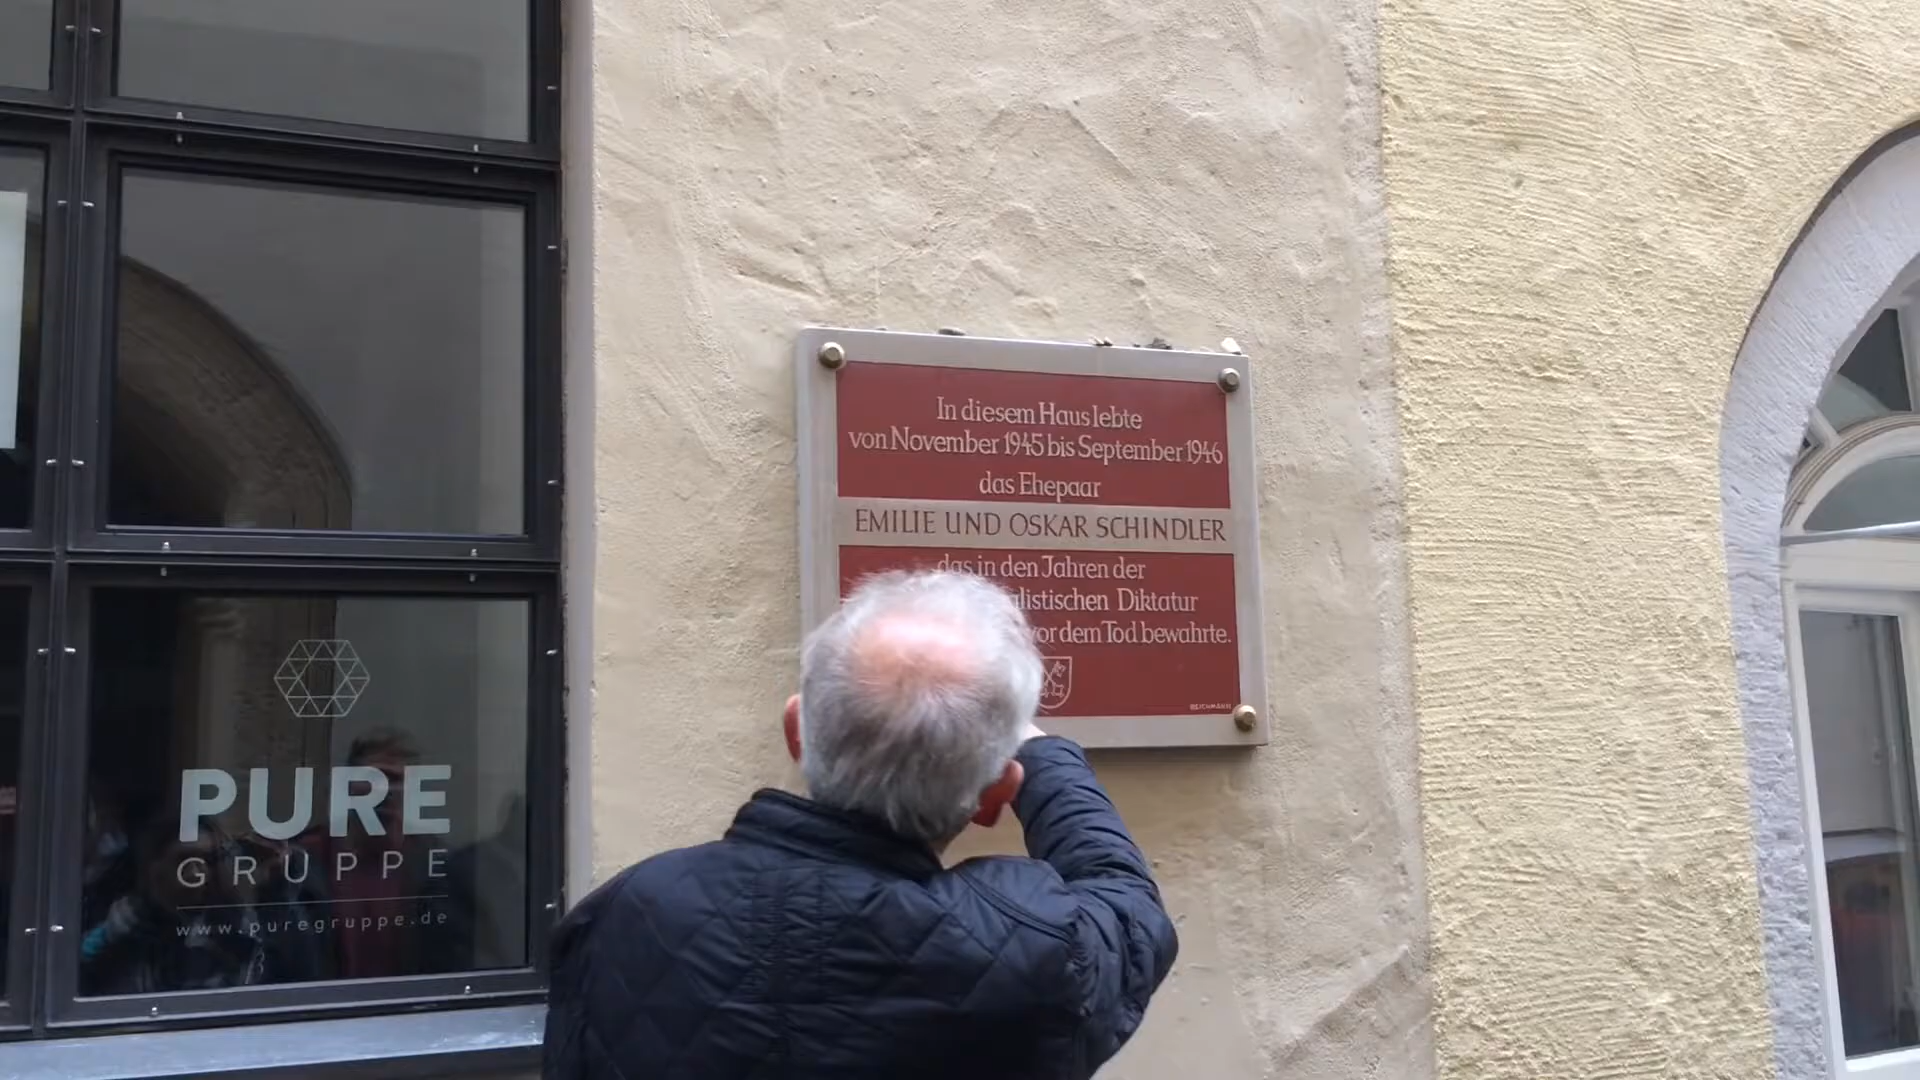 In diesem Haus lebte
von November 1945 bis September 1946
das Ehepaar
EMILIE UND OSKAR SCHINDLER
das in den Jahren der
alistischen Diktatur
vor dem Tod bewahrte.
REICHMANN
PURE
GRUPPE
www.puregruppe.de